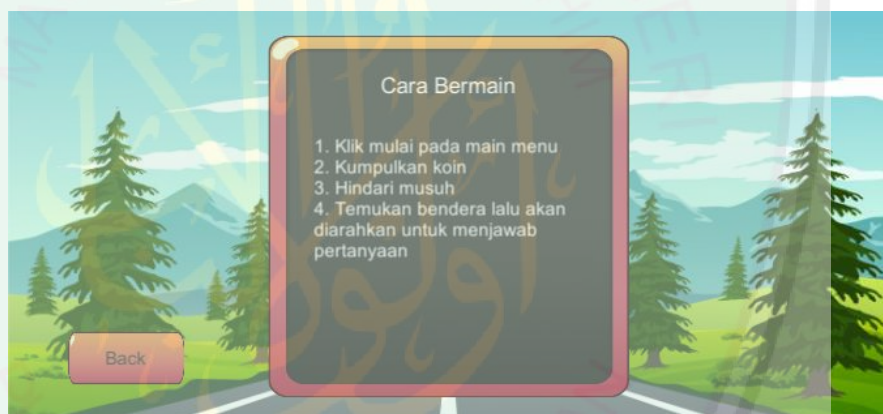 Cara Bermain
1. Klik mulai pada main menu
2. Kumpulkan koin
3. Hindari musuh
4. Temukan bendera lalu akan
diarahkan untuk menjawab
pertanyaan
Back